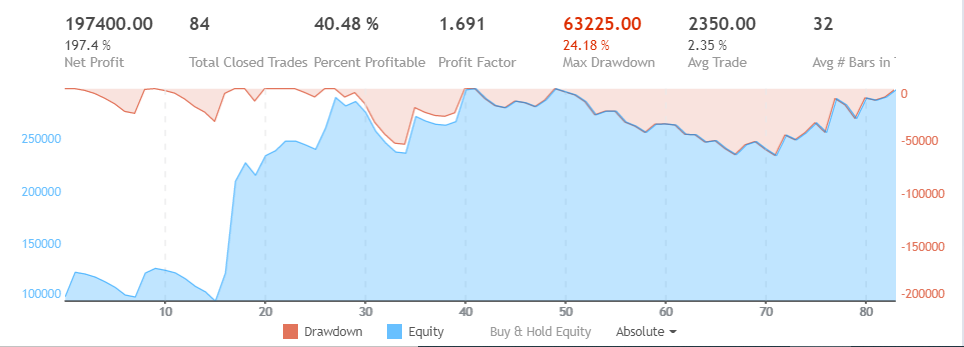 197400.00 84 40.48 % 1.691 63225.00 2350.00 32
197.4 % 24.18 % 2.35 %
Net Profit Total Closed Trades Percent Profitable Profit Factor Max Drawdown Avg Trade Avg # Bars in
0
250000 -50000
200000 -100000
150000 -150000
100000 -200000
10 20 30 40 50 60 70 80
Drawdown Equity Buy & Hold Equity Absolute